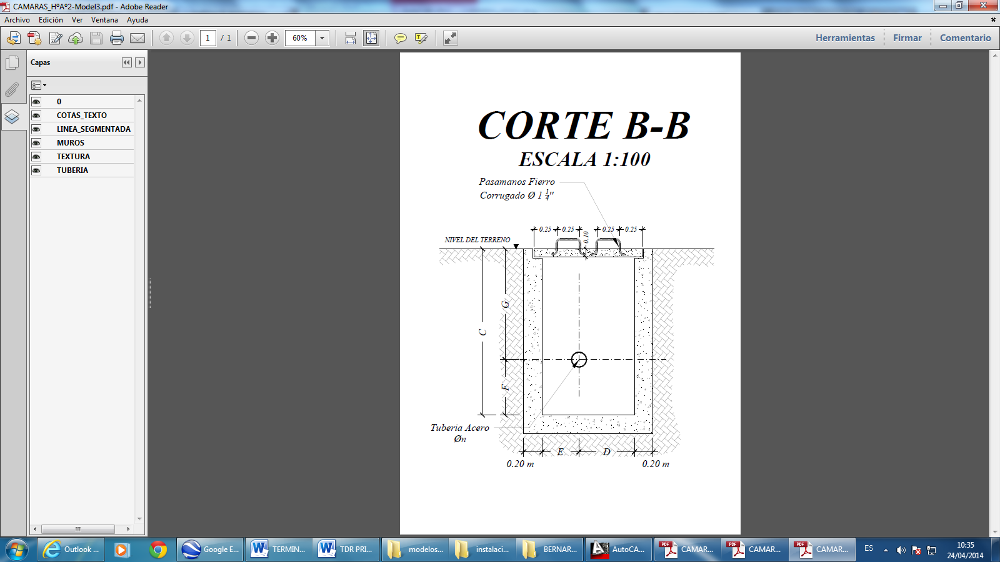 CAMARAS_HºAº2-Model3.pdf - Adobe Reader
Archivo Edición Ver Ventana Ayuda
1 / 1 60% Herramientas Firmar Comentario
Capas
0
COTAS_TEXTO
LINEA_SEGMENTADA
MUROS
TEXTURA
TUBERIA
CORTE B-B
ESCALA 1:100
Pasamanos Fierro
Corrugado Ø 1 1/4"
0.25 0.25 0.25 0.25
0.10
NIVEL DEL TERRENO
G
C
F
Tuberia Acero
Øn
E D
0.20 m 0.20 m
Outlook ... Google E... TERMIN... TDR PRI... modelos... instalaci... BERNAR... AutoCA... CAMAR... CAMAR... CAMAR... ES 10:35
24/04/2014